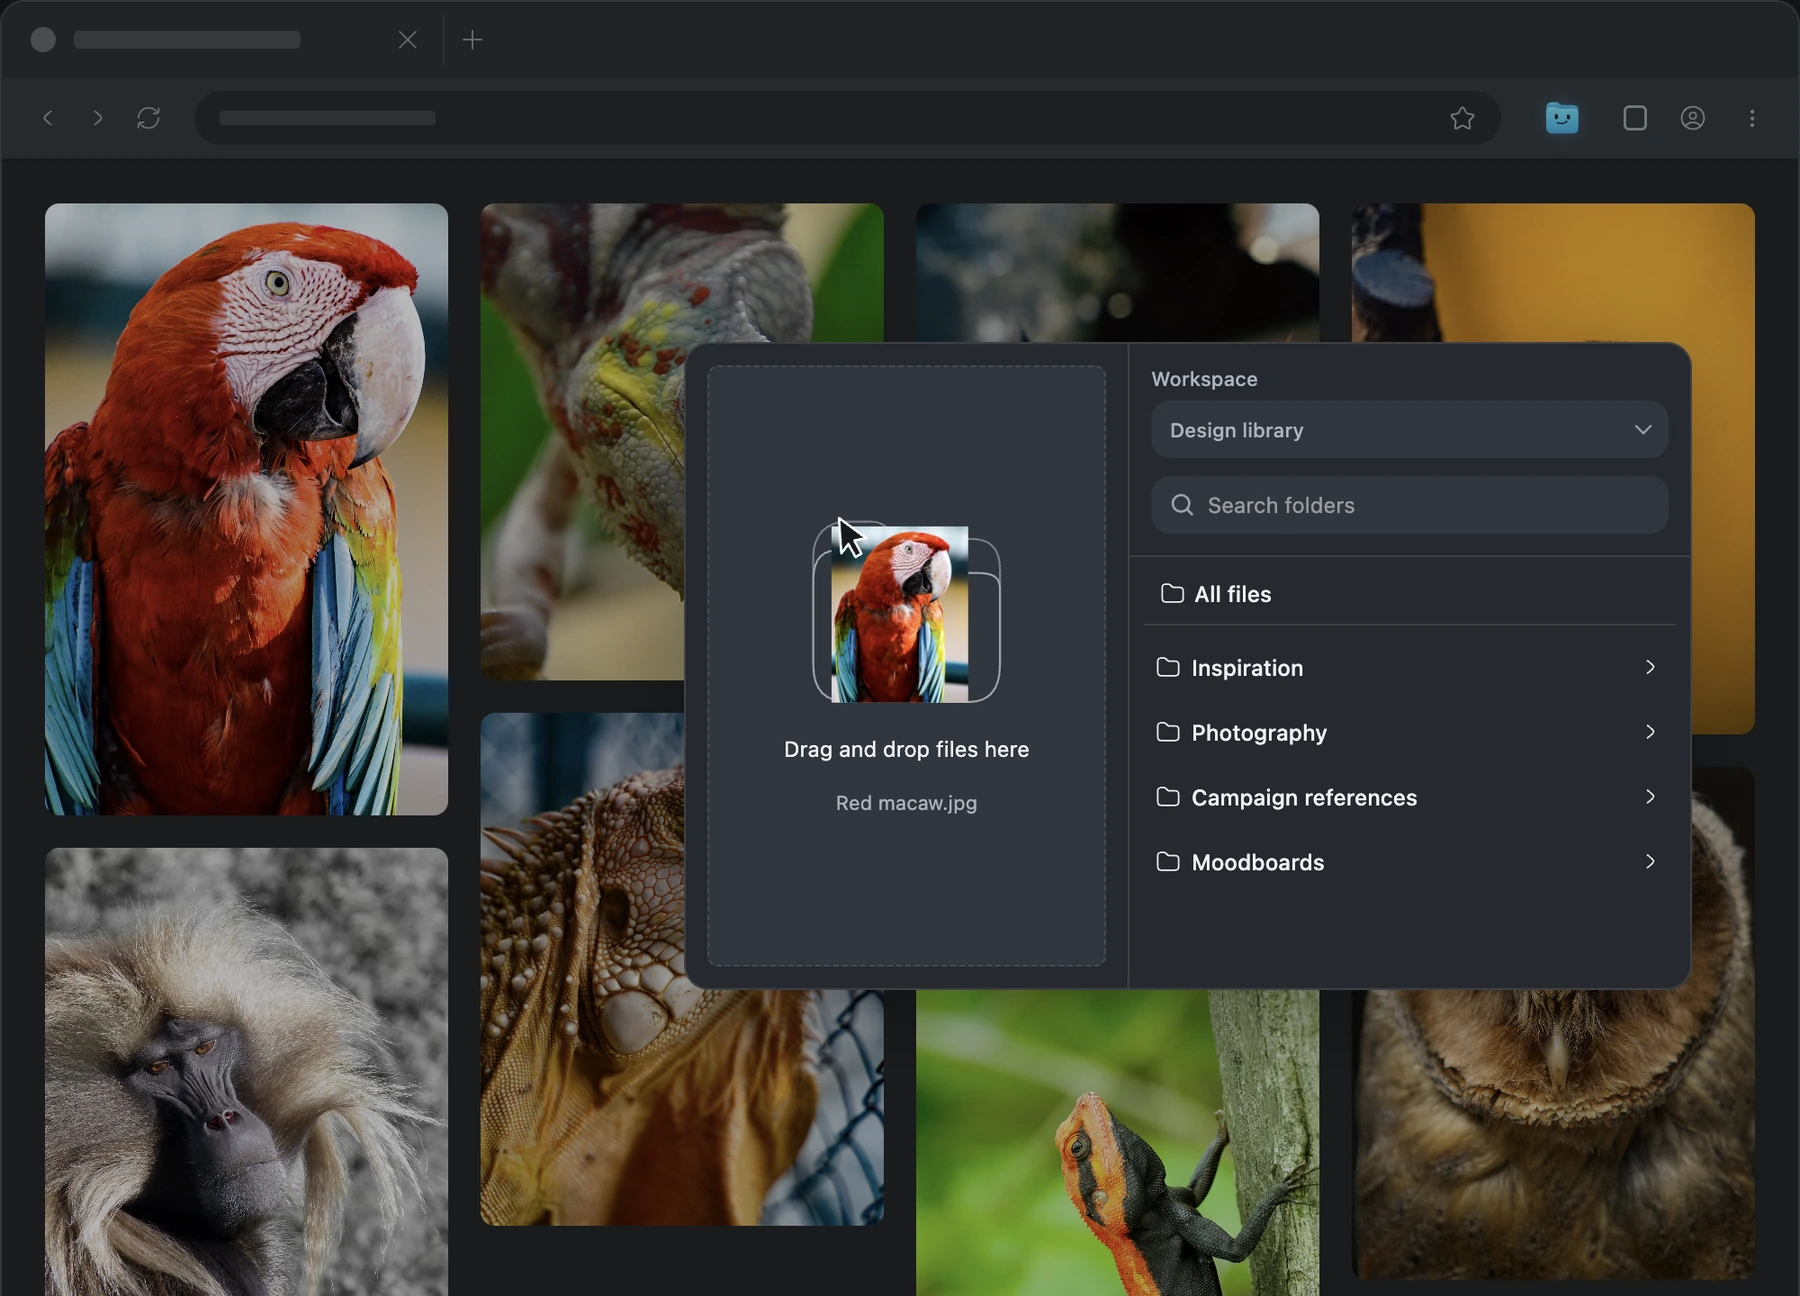 Workspace
Design library
Search folders
All files
Inspiration
Photography
Campaign references
Moodboards
Drag and drop files here
Red macaw.jpg